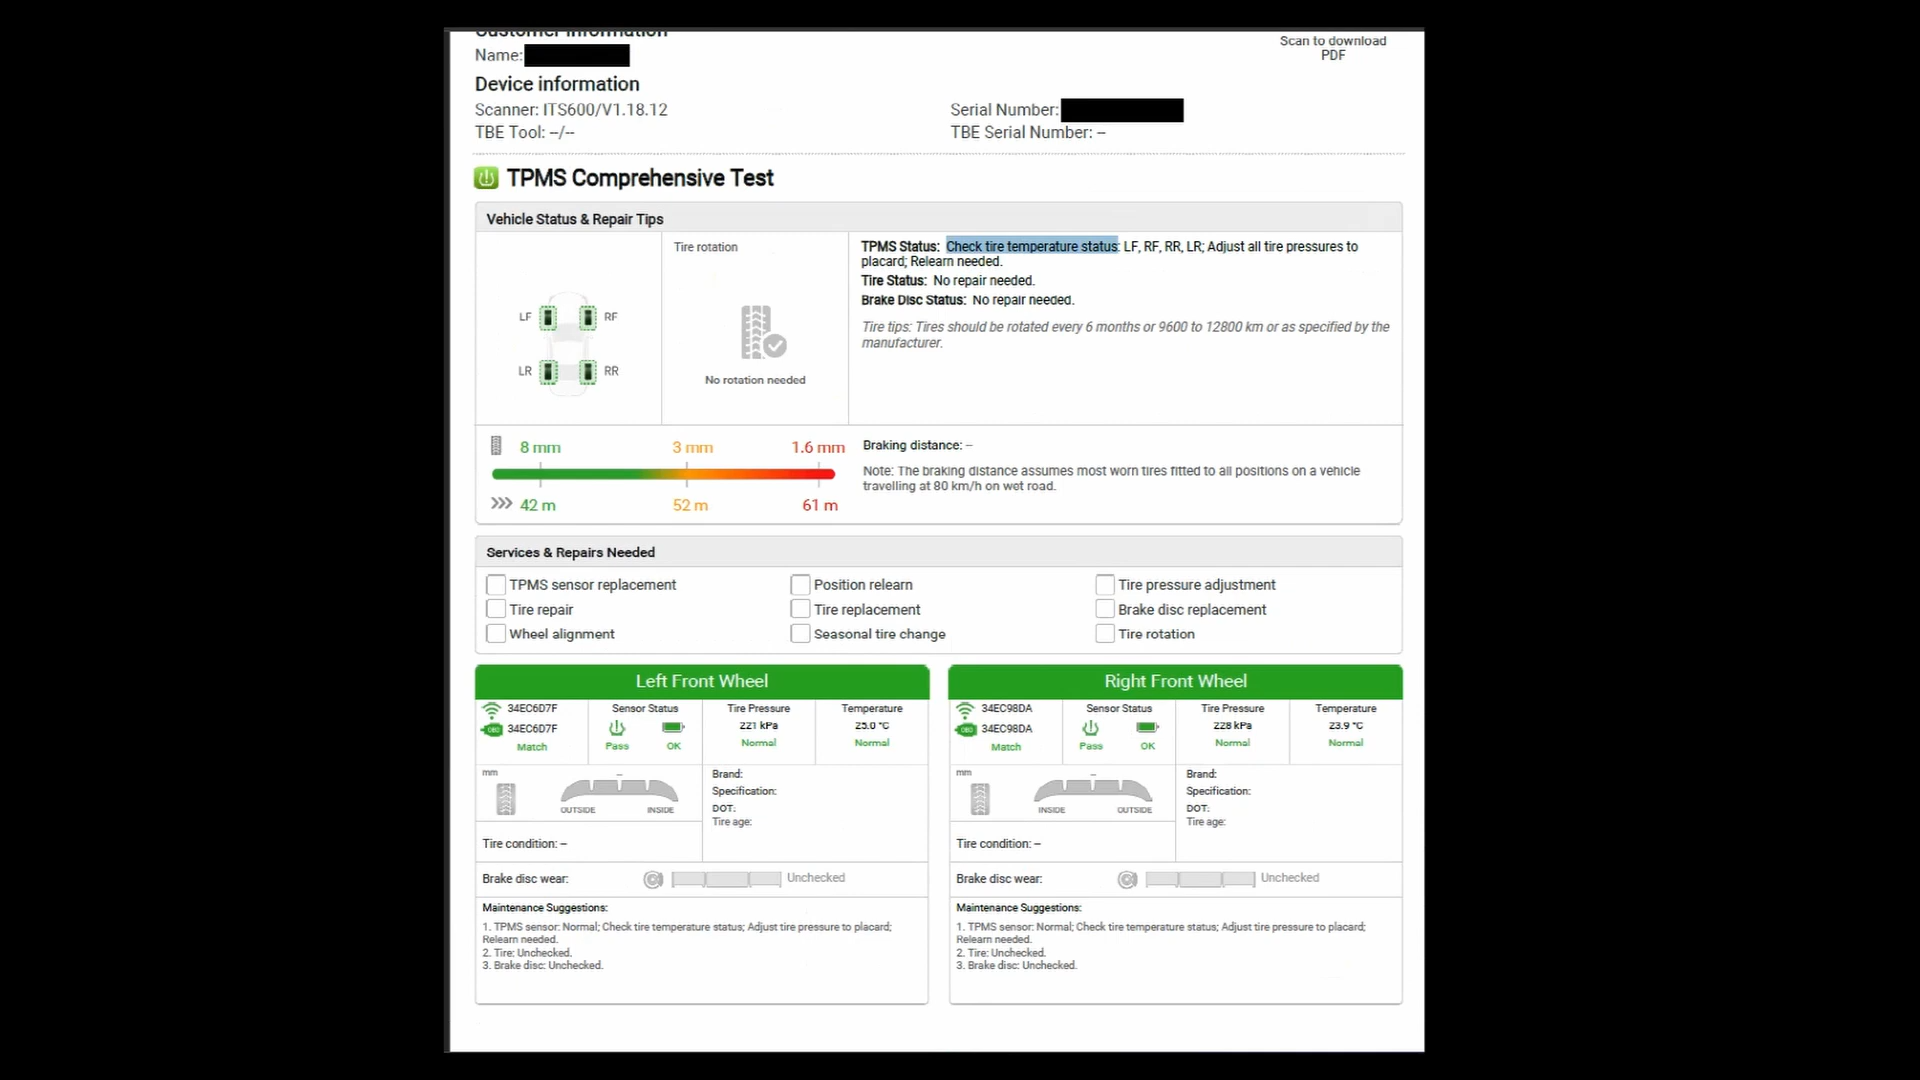 Customer Information
Scan to download
PDF
Name:
Device information
Scanner: ITS600/V1.18.12
Serial Number:
TBE Tool: --/--
TBE Serial Number: --
TPMS Comprehensive Test
Vehicle Status & Repair Tips
Tire rotation
LF
RF
LR
RR
No rotation needed
TPMS Status: Check tire temperature status: LF, RF, RR, LR; Adjust all tire pressures to
placard; Relearn needed.
Tire Status: No repair needed.
Brake Disc Status: No repair needed.
Tire tips: Tires should be rotated every 6 months or 9600 to 12800 km or as specified by the
manufacturer.
8 mm
3 mm
1.6 mm
42 m
52 m
61 m
Braking distance: --
Note: The braking distance assumes most worn tires fitted to all positions on a vehicle
travelling at 80 km/h on wet road.
Services & Repairs Needed
TPMS sensor replacement
Position relearn
Tire pressure adjustment
Tire repair
Tire replacement
Brake disc replacement
Wheel alignment
Seasonal tire change
Tire rotation
Left Front Wheel
34EC6D7F
OBD 34EC6D7F
Match
Sensor Status
Pass
OK
Tire Pressure
221 kPa
Normal
Temperature
25.0 °C
Normal
mm
--
OUTSIDE
INSIDE
Brand:
Specification:
DOT:
Tire age:
Tire condition: --
Brake disc wear:
Unchecked
Maintenance Suggestions:
1. TPMS sensor: Normal; Check tire temperature status; Adjust tire pressure to placard;
Relearn needed.
2. Tire: Unchecked.
3. Brake disc: Unchecked.
Right Front Wheel
34EC98DA
OBD 34EC98DA
Match
Sensor Status
Pass
OK
Tire Pressure
228 kPa
Normal
Temperature
23.9 °C
Normal
mm
--
INSIDE
OUTSIDE
Brand:
Specification:
DOT:
Tire age:
Tire condition: --
Brake disc wear:
Unchecked
Maintenance Suggestions:
1. TPMS sensor: Normal; Check tire temperature status; Adjust tire pressure to placard;
Relearn needed.
2. Tire: Unchecked.
3. Brake disc: Unchecked.